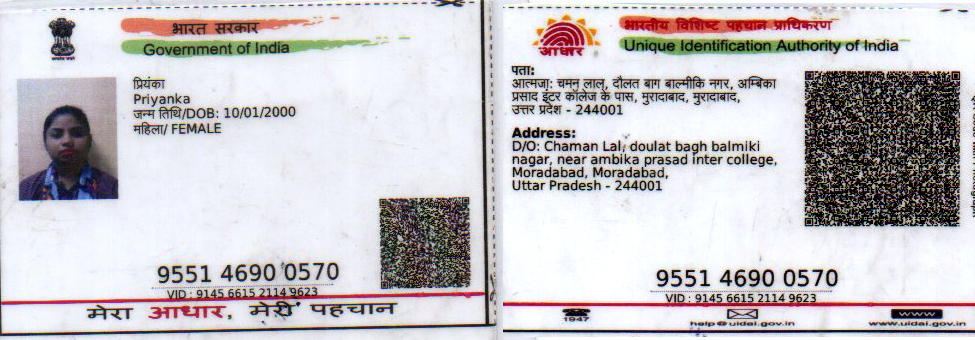 भारत सरकार
Government of India
प्रियंका
Priyanka
जन्म तिथि/DOB: 10/01/2000
महिला/ FEMALE
9551 4690 0570
VID : 9145 6615 2114 9623
मेरा आधार, मेरी पहचान
भारतीय विशिष्ट पहचान प्राधिकरण
Unique Identification Authority of India
आधार
पता:
आत्मजा: चमन लाल, दौलत बाग बाल्मीकि नगर, अम्बिका
प्रसाद इंटर कॉलेज के पास, मुरादाबाद, मुरादाबाद,
उत्तर प्रदेश - 244001
Address:
D/O: Chaman Lal, doulat bagh balmiki
nagar, near ambika prasad inter college,
Moradabad, Moradabad,
Uttar Pradesh - 244001
9551 4690 0570
VID : 9145 6615 2114 9623
1947
help@uidai.gov.in
www
www.uidai.gov.in